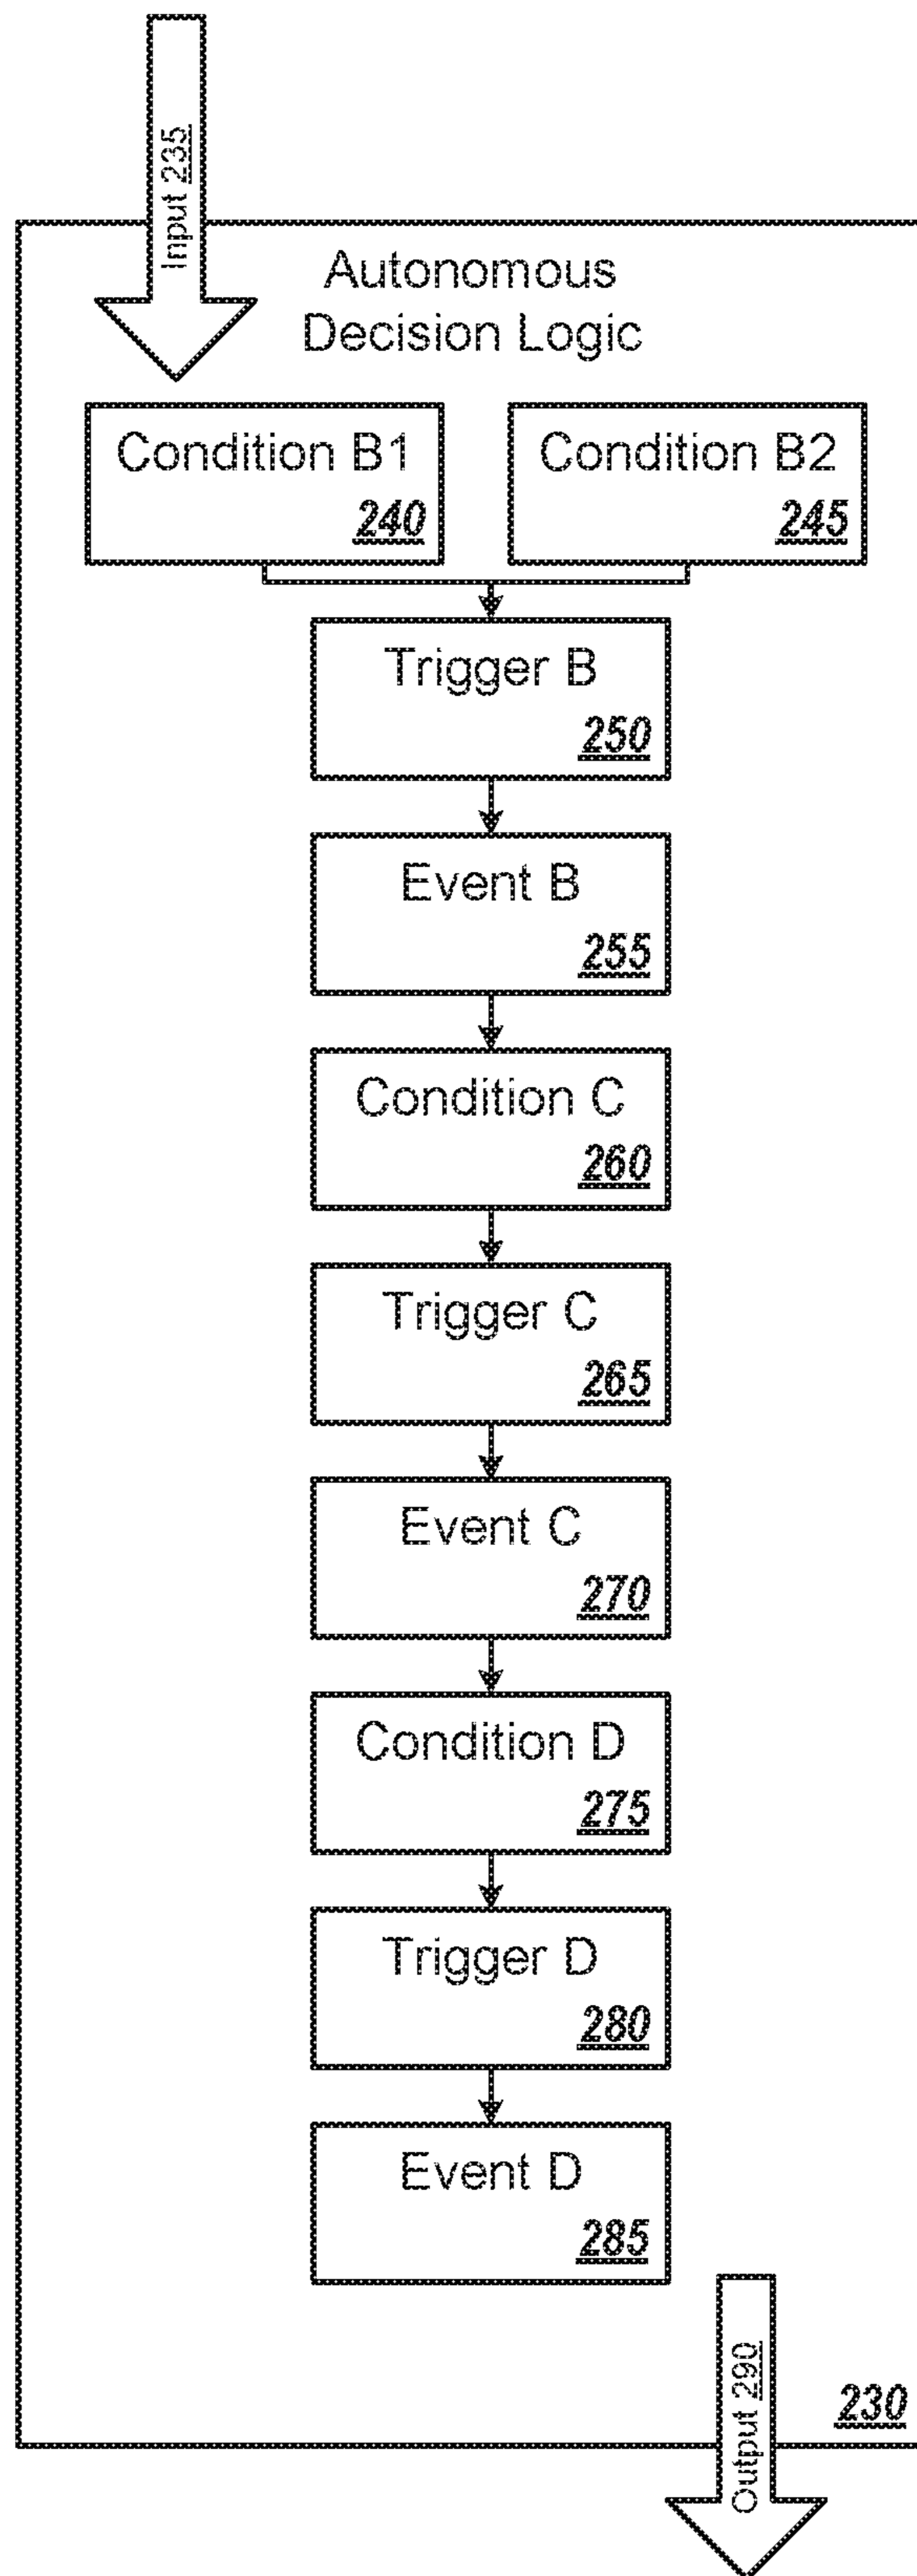 Input 235
Autonomous
Decision Logic
Condition B1
240
Condition B2
245
Trigger B
250
Event B
255
Condition C
260
Trigger C
265
Event C
270
Condition D
275
Trigger D
280
Event D
285
Output 290
230